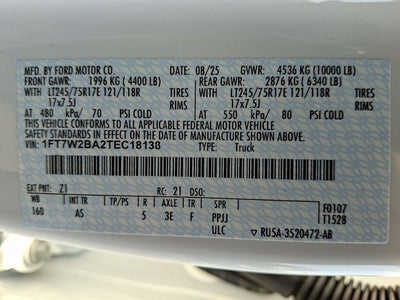 MFD. BY FORD MOTOR CO. 08/25 GVWR: 4536 KG (10000 LB)
FRONT GAWR: 1996 KG (4400 LB) REAR GAWR: 2876 KG (6340 LB)
WITH LT245/75R17E 121/118R TIRES WITH LT245/75R17E 121/118R TIRES
17x7.5J RIMS 17x7.5J RIMS
AT 480 kPa/ 70 PSI COLD AT 550 kPa/ 80 PSI COLD
THIS VEHICLE CONFORMS TO ALL APPLICABLE FEDERAL MOTOR VEHICLE
SAFETY STANDARDS IN EFFECT ON THE DATE OF MANUFACTURE SHOWN ABOVE.
VIN: 1FT7W2BA2TEC18138 TYPE: Truck
EXT PNT: Z1 RC: 21 DSO:
WB INT TR TP/PS R AXLE TR SPR F0107
160 AS 5 3E F PPJJ T1528
ULC RU5A-3520472-AB